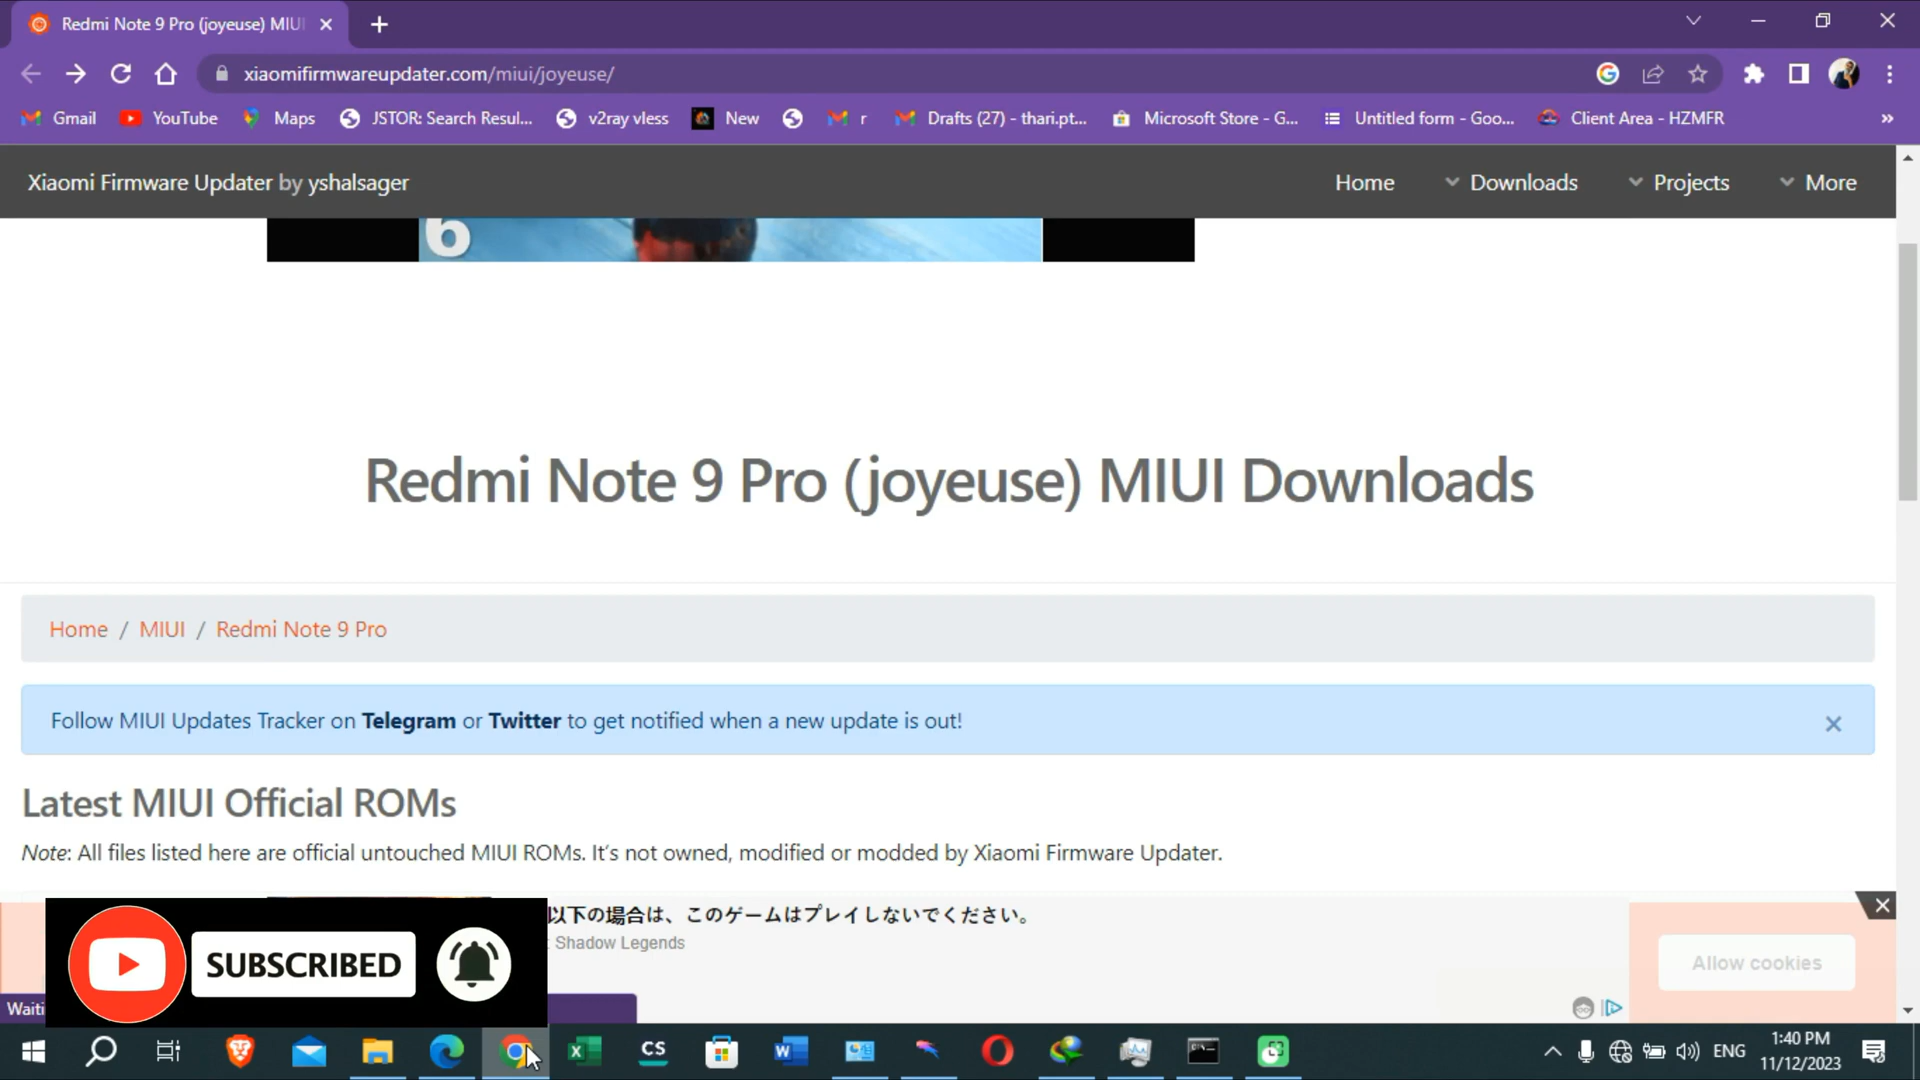 Redmi Note 9 Pro (joyeuse) MIU
xiaomifirmwareupdater.com/miui/joyeuse/
Gmail YouTube Maps JSTOR: Search Resul... v2ray vless New r Drafts (27) - thari.pt... Microsoft Store - G... Untitled form - Goo... Client Area - HZMFR »
Xiaomi Firmware Updater by yshalsager Home Downloads Projects More
6
Redmi Note 9 Pro (joyeuse) MIUI Downloads
Home / MIUI / Redmi Note 9 Pro
Follow MIUI Updates Tracker on Telegram or Twitter to get notified when a new update is out!
Latest MIUI Official ROMs
Note: All files listed here are official untouched MIUI ROMs. It's not owned, modified or modded by Xiaomi Firmware Updater.
以下の場合は、このゲームはプレイしないでください。
: Shadow Legends
Allow cookies
SUBSCRIBED
Waiti
CS
ENG
1:40 PM
11/12/2023